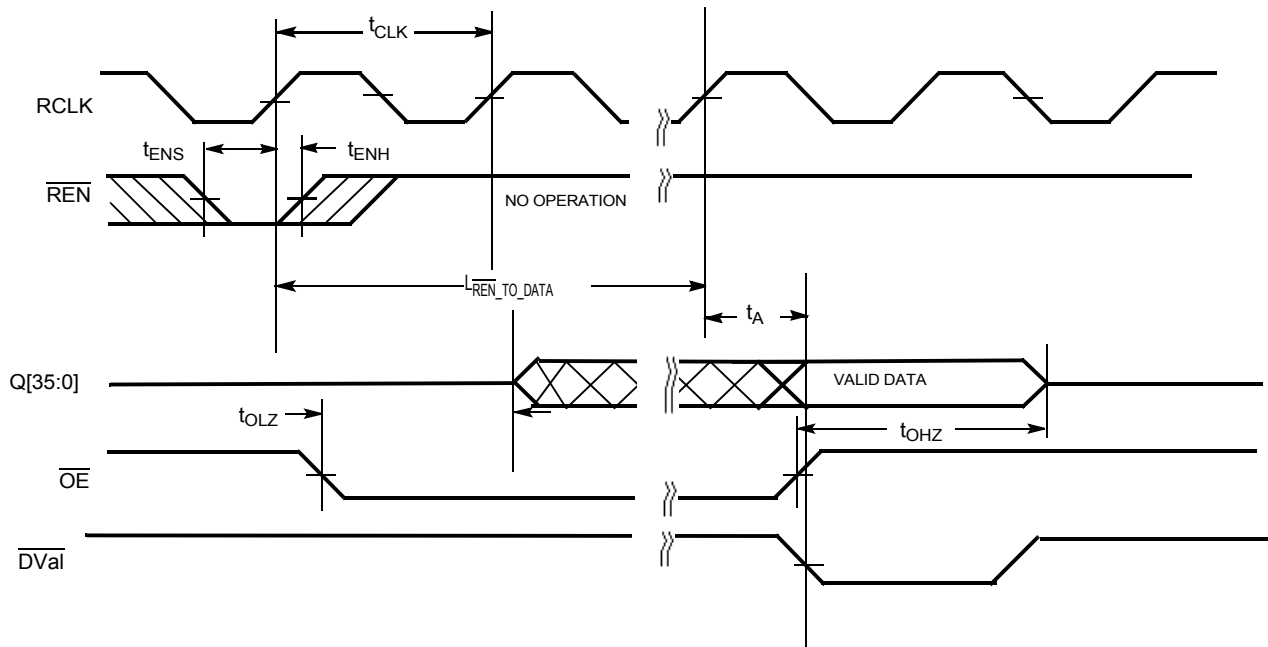 tCLK
RCLK
tENS
tENH
REN
NO OPERATION
LREN_TO_DATA
tA
Q[35:0]
VALID DATA
tOLZ
tOHZ
OE
DVal